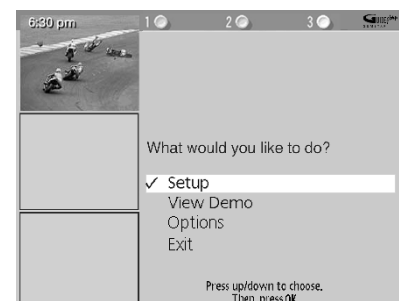 6:30 pm 1 2 3
What would you like to do?
✓ Setup
View Demo
Options
Exit
Press up/down to choose.
Then press OK